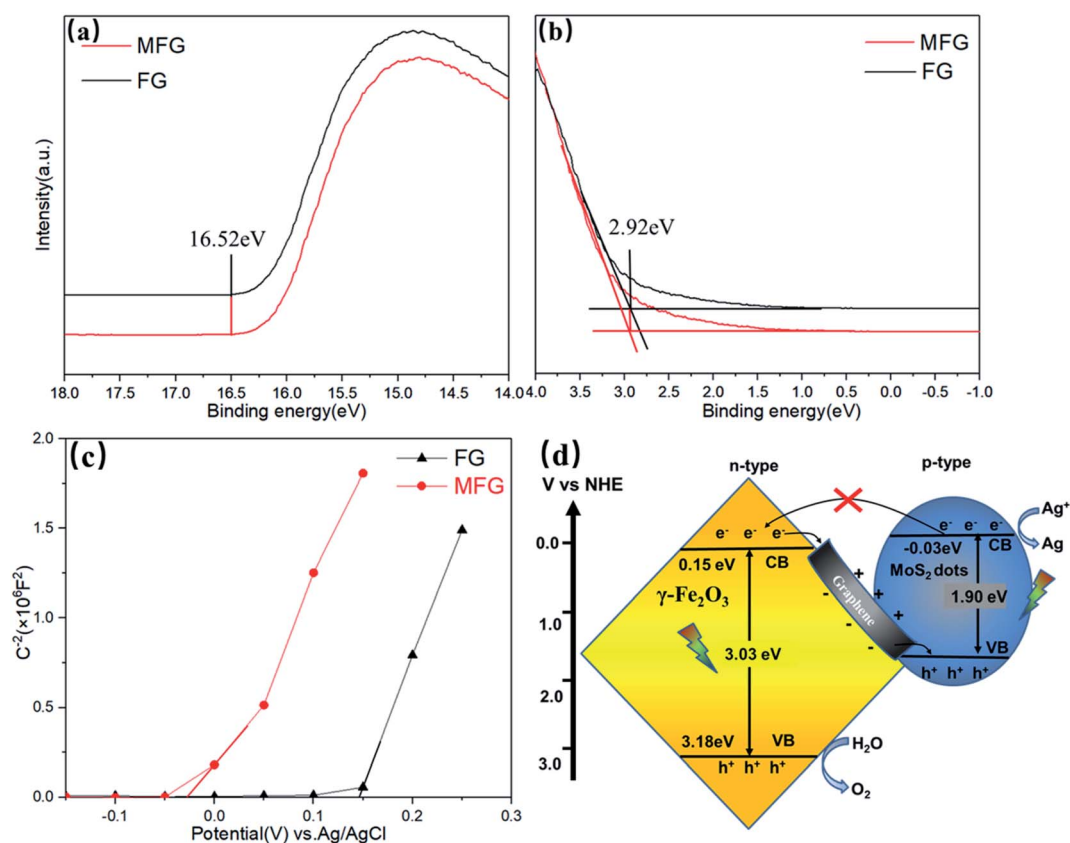 (a)
MFG
FG
16.52eV
Intensity(a.u.)
18.0 17.5 17.0 16.5 16.0 15.5 15.0 14.5 14.0
Binding energy(eV)
(b)
MFG
FG
2.92eV
4.0 3.5 3.0 2.5 2.0 1.5 1.0 0.5 0.0 -0.5 -1.0
Binding energy(eV)
(c)
FG
MFG
C⁻²(×10⁶F²)
2.0
1.5
1.0
0.5
0.0
-0.1 0.0 0.1 0.2 0.3
Potential(V) vs.Ag/AgCl
(d)
n-type
p-type
V vs NHE
0.0
1.0
2.0
3.0
e⁻ e⁻ e⁻
0.15 eV CB
γ-Fe₂O₃
3.03 eV
3.18eV VB
h⁺ h⁺ h⁺
H₂O
O₂
Graphene
+ + +
- - -
e⁻ e⁻ e⁻
-0.03eV CB
MoS₂ dots
1.90 eV
VB
h⁺ h⁺ h⁺
Ag⁺
Ag